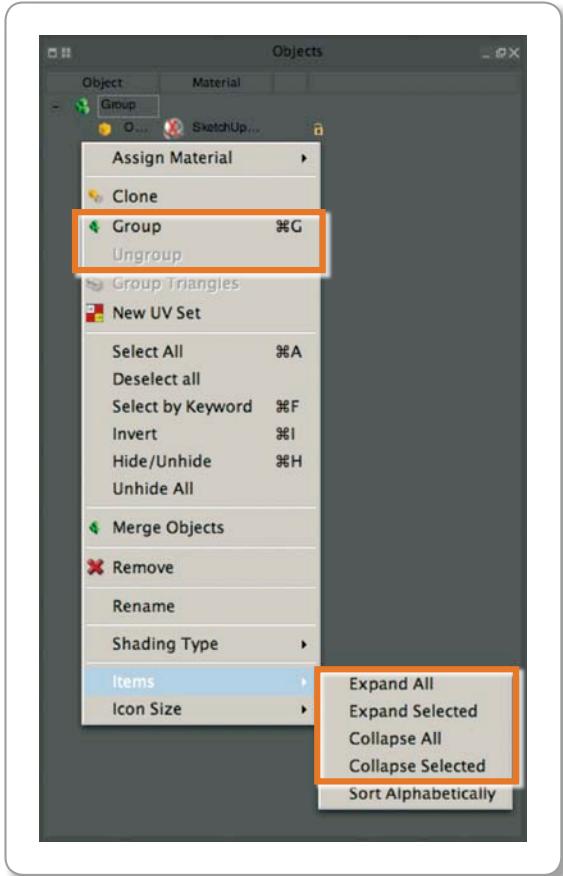 Objects
Object Material
Group
O... SketchUp...
Assign Material
Clone
Group ⌘G
Ungroup
Group Triangles
New UV Set
Select All ⌘A
Deselect all
Select by Keyword ⌘F
Invert ⌘I
Hide/Unhide ⌘H
Unhide All
Merge Objects
Remove
Rename
Shading Type
Items
Icon Size
Expand All
Expand Selected
Collapse All
Collapse Selected
Sort Alphabetically